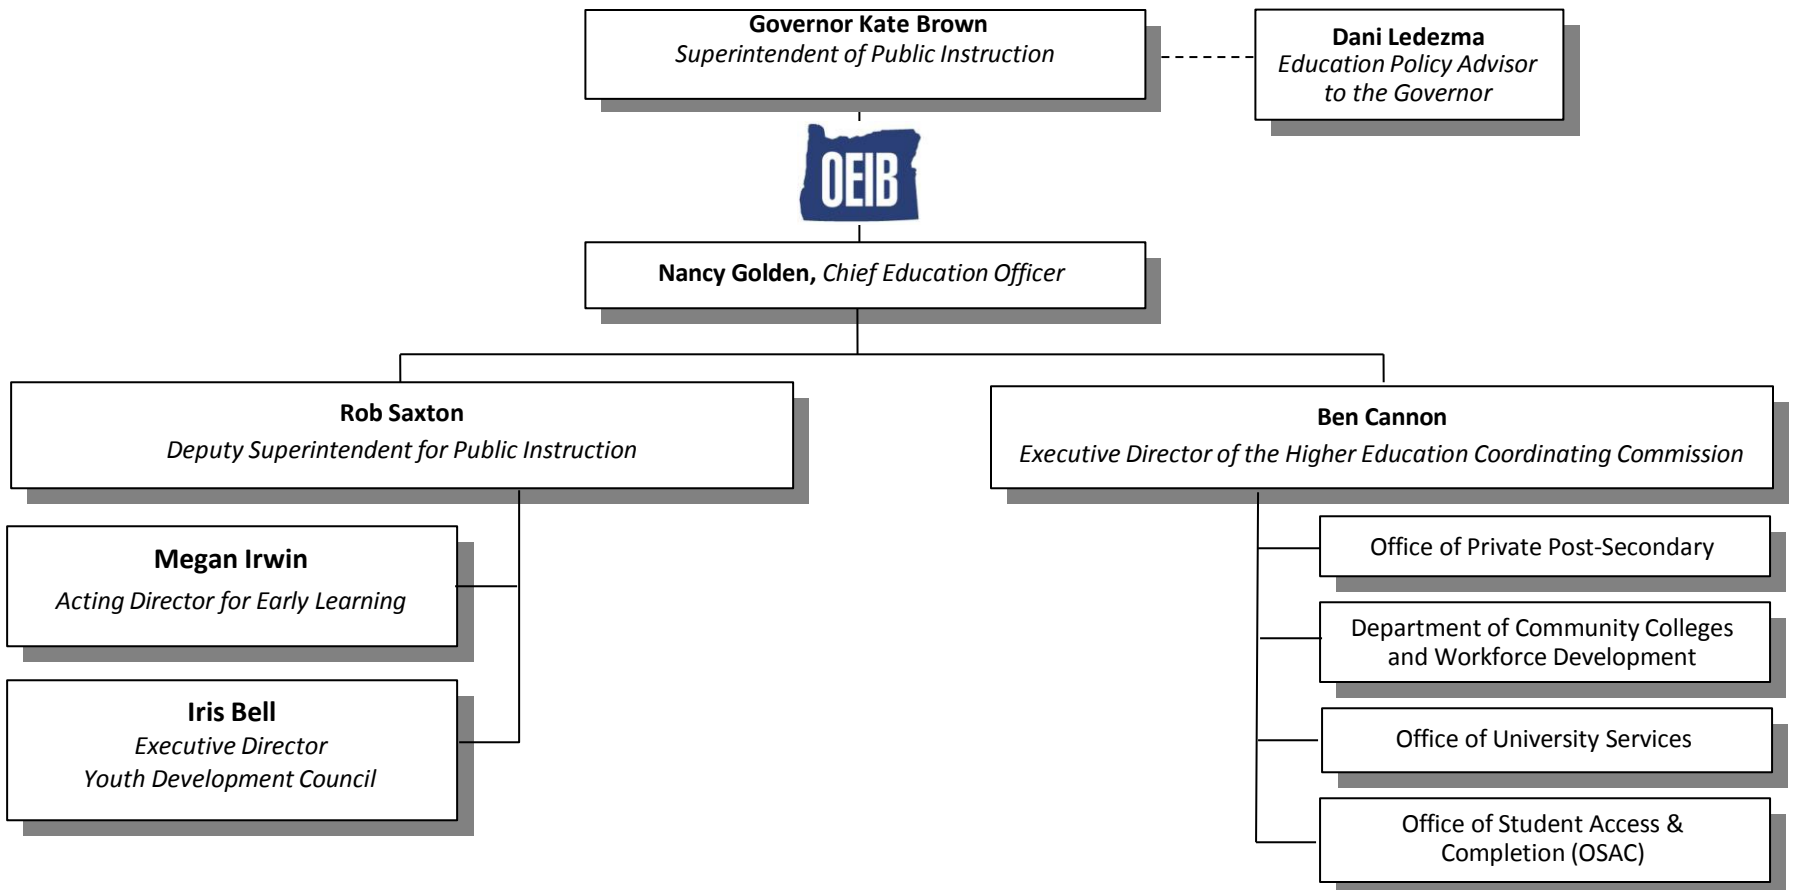 Governor Kate Brown
Superintendent of Public Instruction
Dani Ledezma
Education Policy Advisor
to the Governor
OEIB
Nancy Golden, Chief Education Officer
Rob Saxton
Deputy Superintendent for Public Instruction
Ben Cannon
Executive Director of the Higher Education Coordinating Commission
Megan Irwin
Acting Director for Early Learning
Iris Bell
Executive Director
Youth Development Council
Office of Private Post-Secondary
Department of Community Colleges
and Workforce Development
Office of University Services
Office of Student Access &
Completion (OSAC)